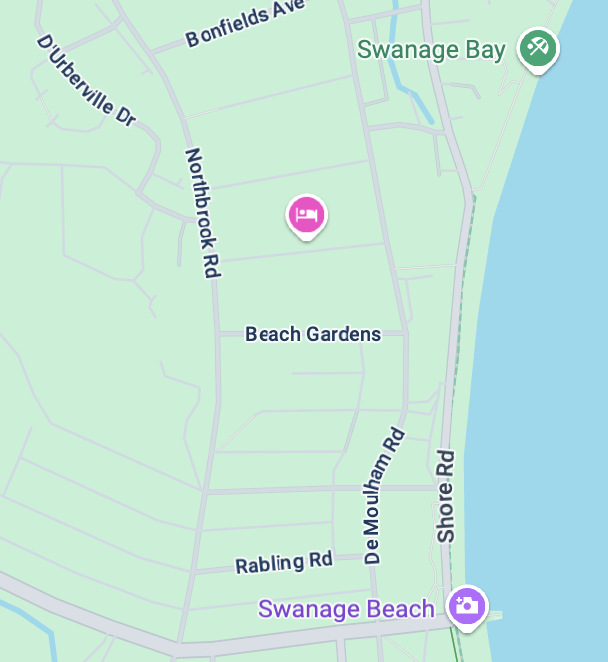 Bonfields Ave
Swanage Bay
D'Urberville Dr
Northbrook Rd
Beach Gardens
De Moulham Rd
Shore Rd
Rabling Rd
Swanage Beach